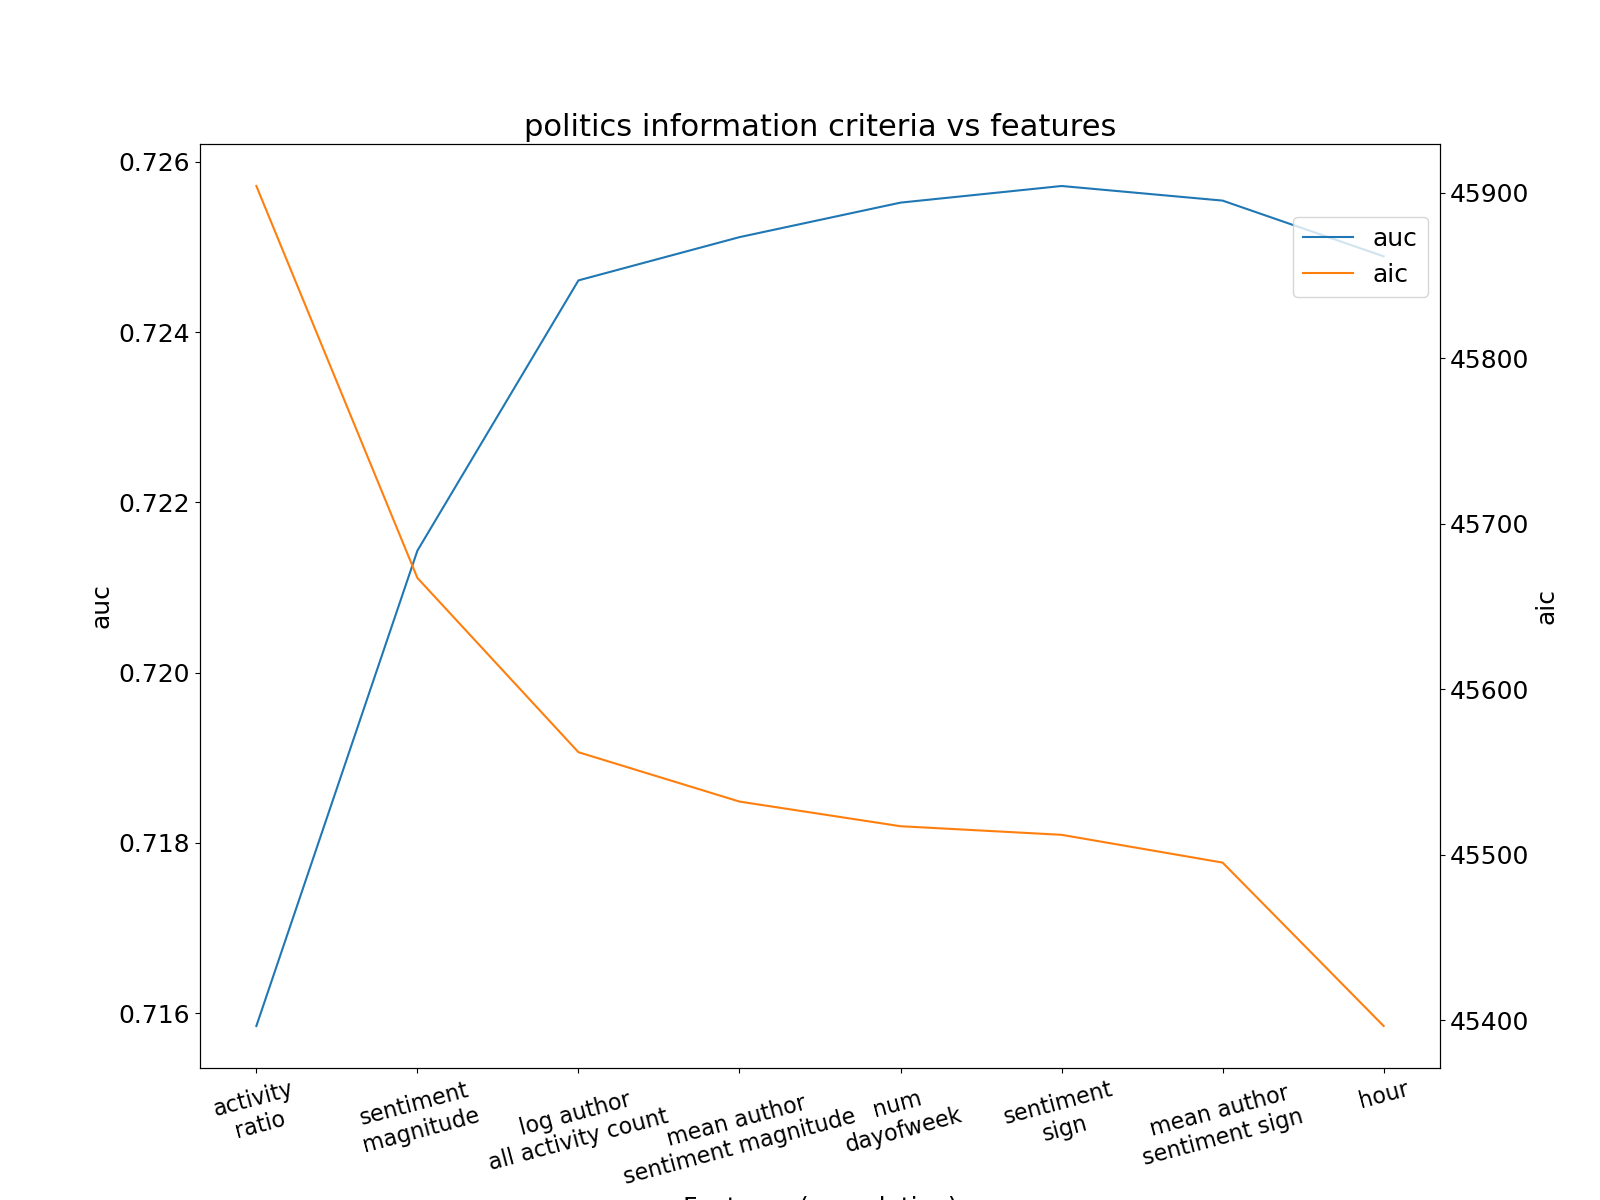 politics information criteria vs features
0.726
0.724
0.722
0.720
0.718
0.716
auc
45900
45800
45700
45600
45500
45400
aic
auc
aic
activity
ratio
sentiment
magnitude
log author
all activity count
mean author
sentiment magnitude
num
dayofweek
sentiment
sign
mean author
sentiment sign
hour